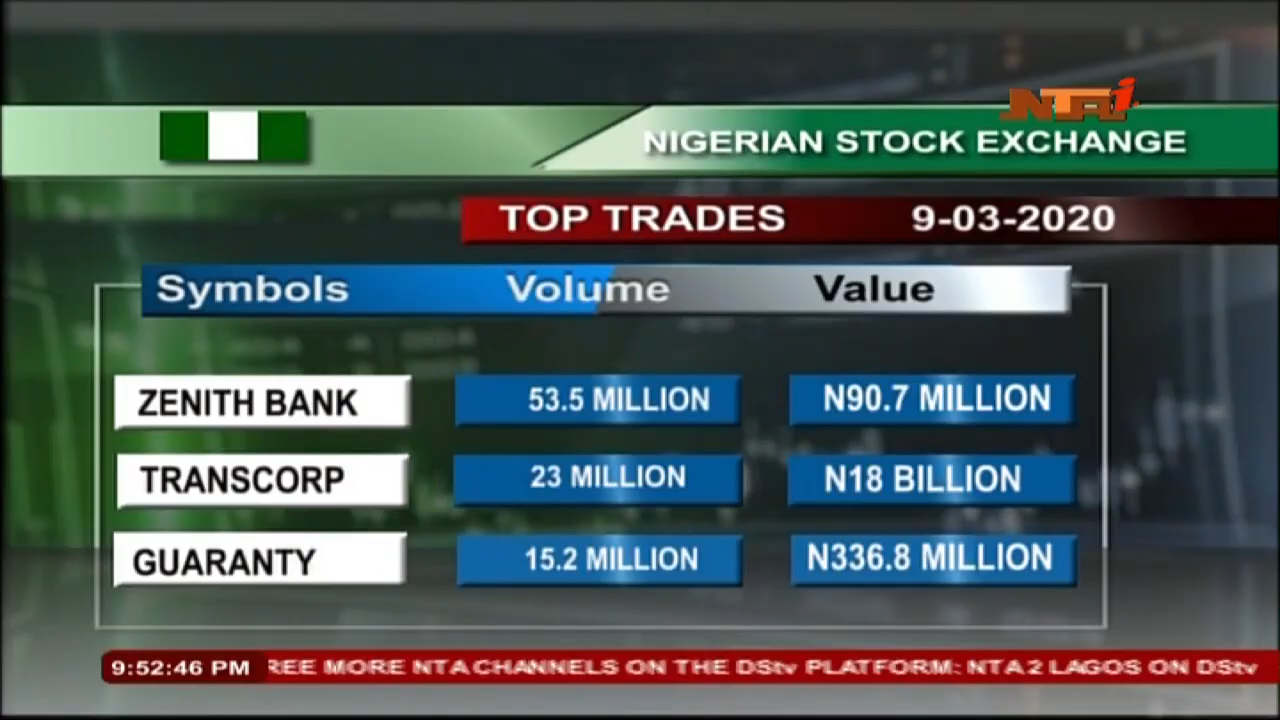 NTAi
NIGERIAN STOCK EXCHANGE
TOP TRADES 9-03-2020
Symbols Volume Value
ZENITH BANK 53.5 MILLION N90.7 MILLION
TRANSCORP 23 MILLION N18 BILLION
GUARANTY 15.2 MILLION N336.8 MILLION
9:52:46 PM REE MORE NTA CHANNELS ON THE DStv PLATFORM: NTA 2 LAGOS ON DStv